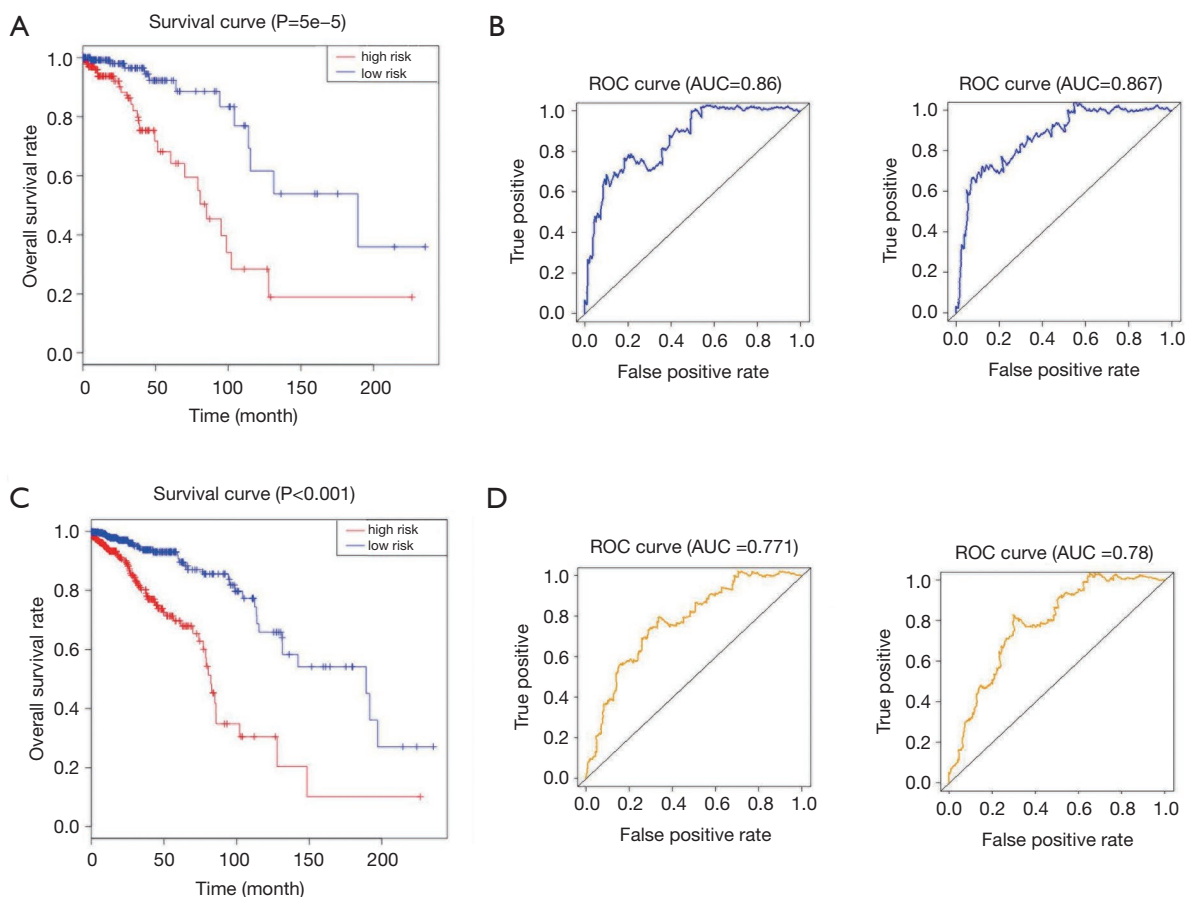 A
Survival curve (P=5e−5)
high risk
low risk
1.0
0.8
0.6
0.4
0.2
0.0
Overall survival rate
0 50 100 150 200
Time (month)
B
ROC curve (AUC=0.86)
1.0
0.8
0.6
0.4
0.2
0.0
True positive
0.0 0.2 0.4 0.6 0.8 1.0
False positive rate
ROC curve (AUC=0.867)
1.0
0.8
0.6
0.4
0.2
0.0
True positive
0.0 0.2 0.4 0.6 0.8 1.0
False positive rate
C
Survival curve (P<0.001)
high risk
low risk
1.0
0.8
0.6
0.4
0.2
0.0
Overall survival rate
0 50 100 150 200
Time (month)
D
ROC curve (AUC =0.771)
1.0
0.8
0.6
0.4
0.2
0.0
True positive
0.0 0.2 0.4 0.6 0.8 1.0
False positive rate
ROC curve (AUC =0.78)
1.0
0.8
0.6
0.4
0.2
0.0
True positive
0.0 0.2 0.4 0.6 0.8 1.0
False positive rate